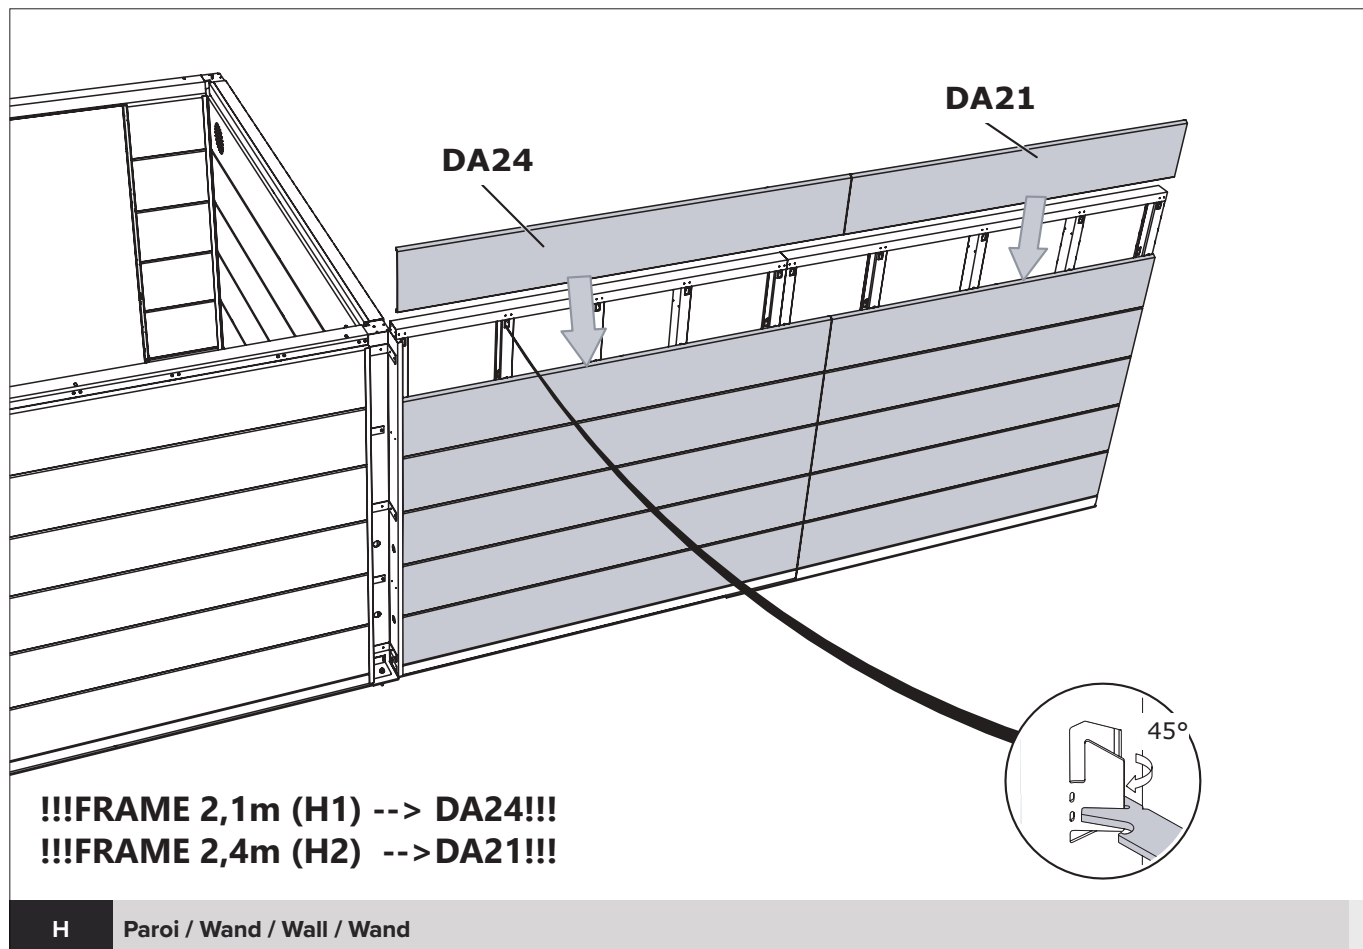 DA21
DA24
45°
!!!FRAME 2,1m (H1) --> DA24!!!
!!!FRAME 2,4m (H2) -->DA21!!!
H Paroi / Wand / Wall / Wand